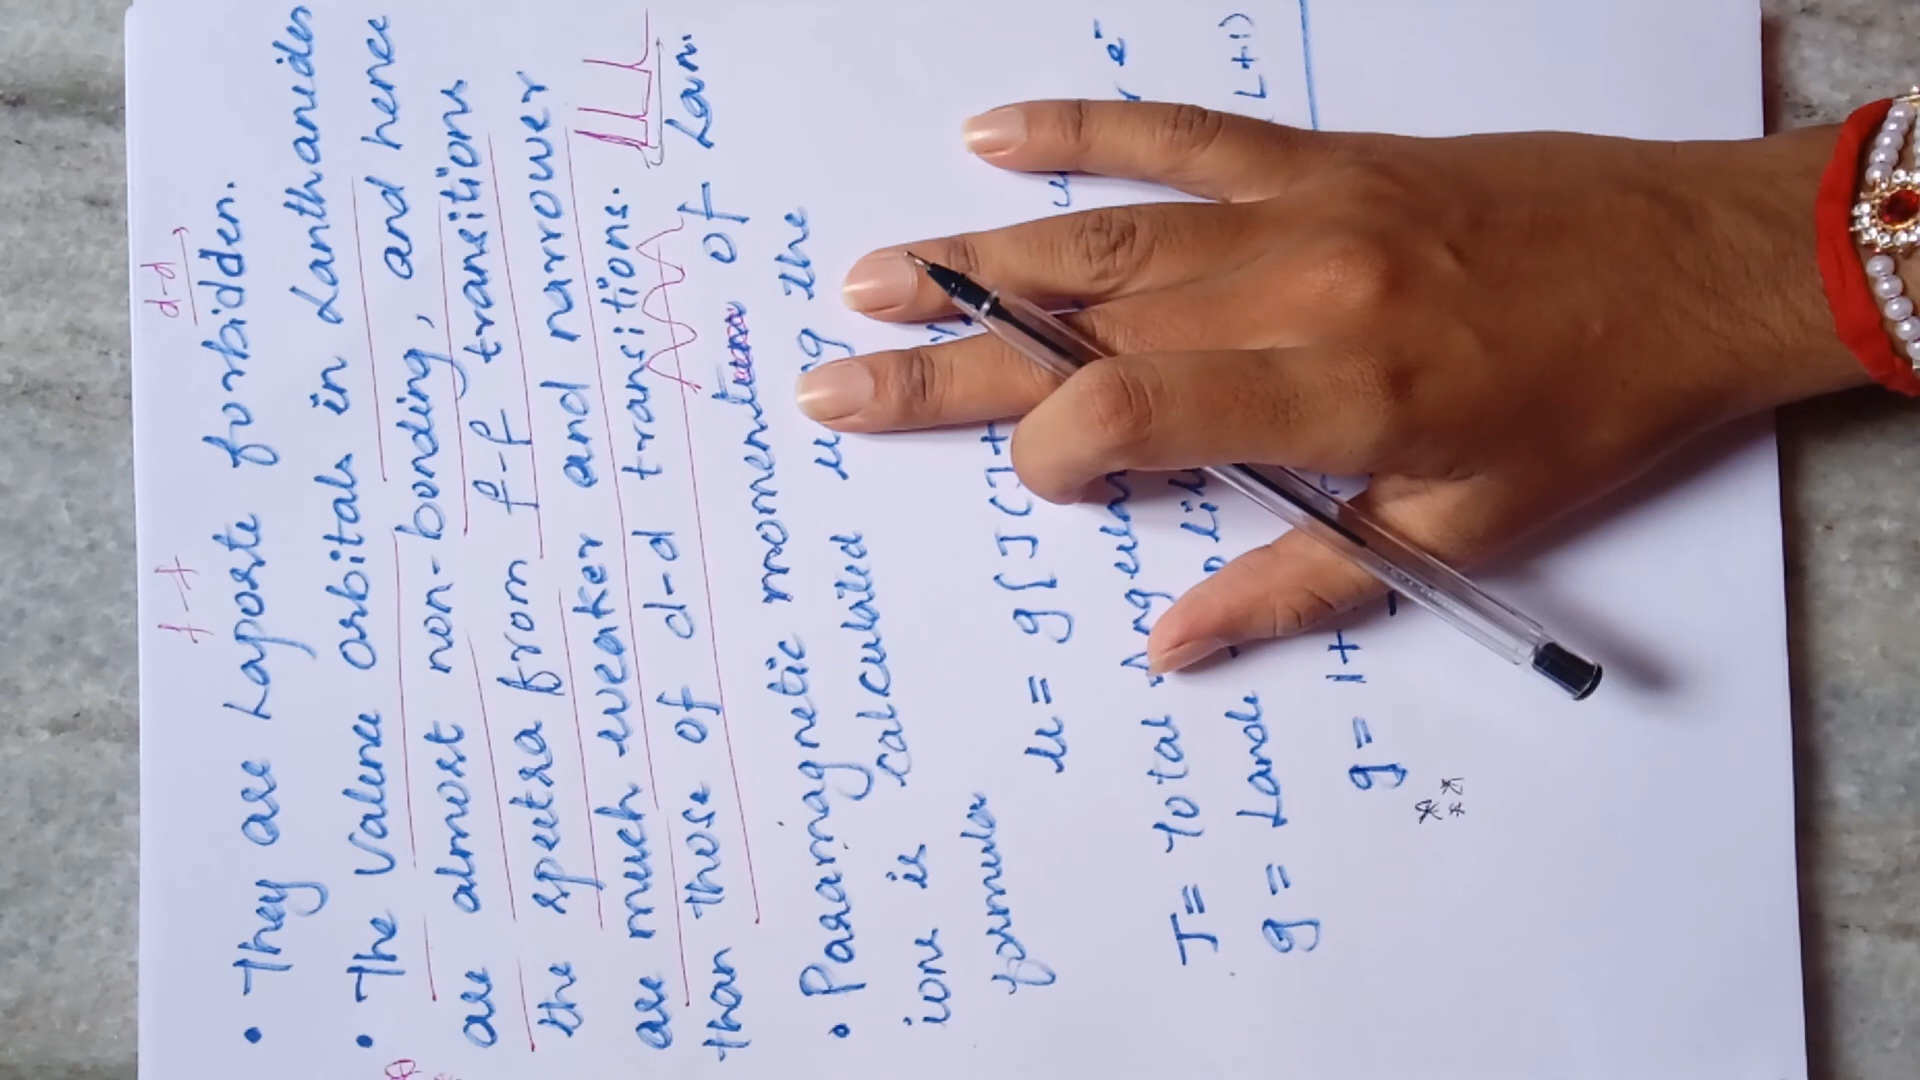 f-f d-d
• They are Laporte forbidden.
• The Valence orbitals in Lanthanides
are almost non-bonding, and hence
the spectra from f-f transitions
are much weaker and narrower
than those of d-d transitions.
• Paramagnetic momentum of Lan.
ions is calculated using the
formula
μ = g[J(J+
J = Total
g = Lande
L+1)
g = 1+